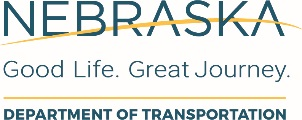 NEBRASKA
Good Life. Great Journey.
DEPARTMENT OF TRANSPORTATION